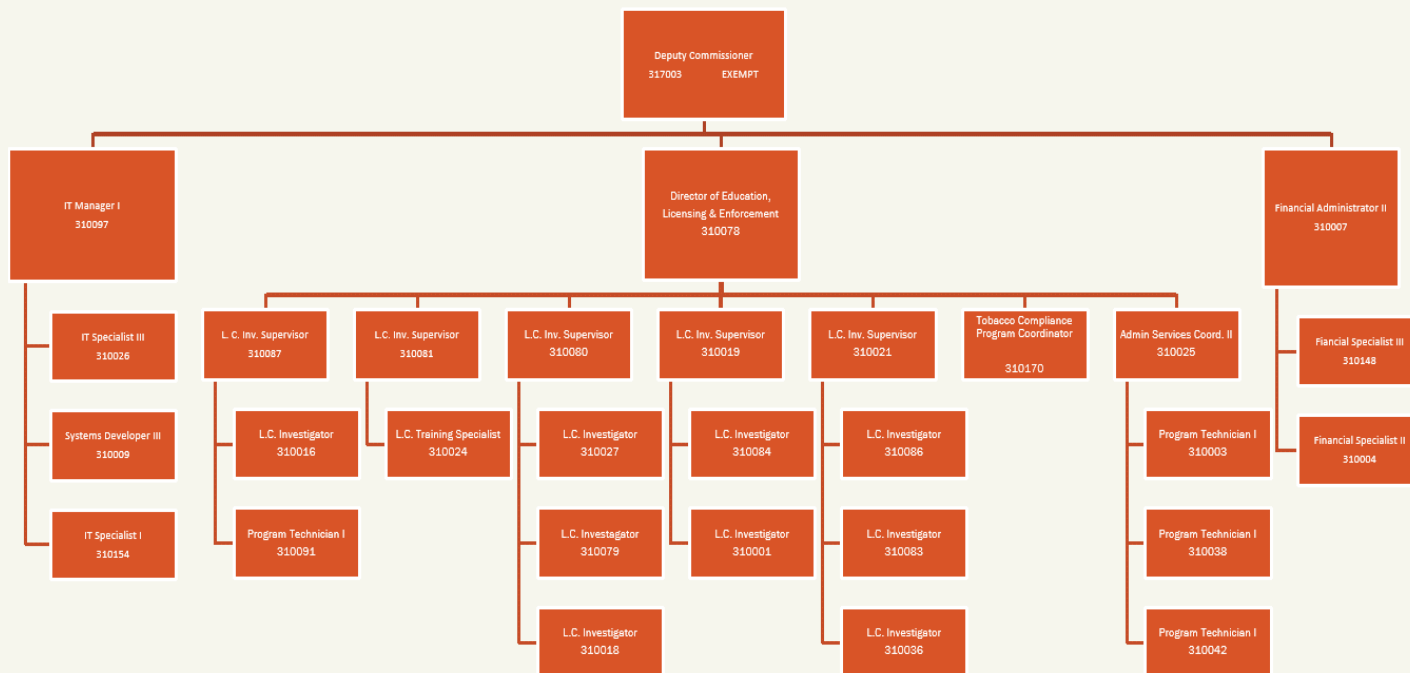 Deputy Commissioner
317003 EXEMPT
IT Manager I
310097
Director of Education,
Licensing & Enforcement
310078
Financial Administrator II
310007
IT Specialist III
310026
Systems Developer III
310009
IT Specialist I
310154
L. C. Inv. Supervisor
310087
L.C. Investigator
310016
Program Technician I
310091
L.C. Inv. Supervisor
310081
L.C. Training Specialist
310024
L.C. Inv. Supervisor
310080
L.C. Investigator
310027
L.C. Investagator
310079
L.C. Investigator
310018
L.C. Inv. Supervisor
310019
L.C. Investigator
310084
L.C. Investigator
310001
L.C. Inv. Supervisor
310021
L.C. Investigator
310086
L.C. Investigator
310083
L.C. Investigator
310036
Tobacco Compliance
Program Coordinator
310170
Admin Services Coord. II
310025
Program Technician I
310003
Program Technician I
310038
Program Technician I
310042
Fiancial Specialist III
310148
Financial Specialist II
310004